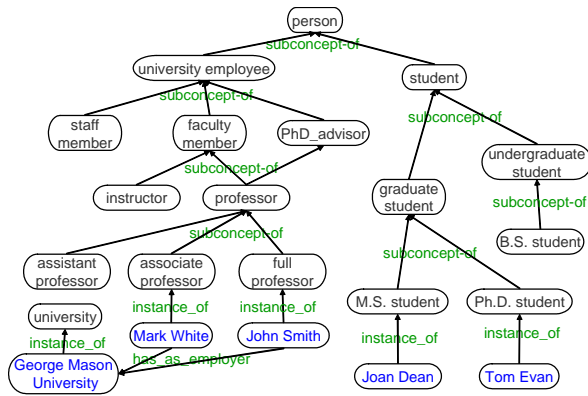 person
subconcept-of
university employee
student
subconcept-of
subconcept-of
staff
member
faculty
member
PhD_advisor
undergraduate
student
subconcept-of
subconcept-of
instructor
professor
graduate
student
subconcept-of
B.S. student
subconcept-of
assistant
professor
associate
professor
full
professor
university
instance_of
instance_of
M.S. student
Ph.D. student
instance_of
Mark White
John Smith
instance_of
instance_of
has_as_employer
George Mason
University
Joan Dean
Tom Evan